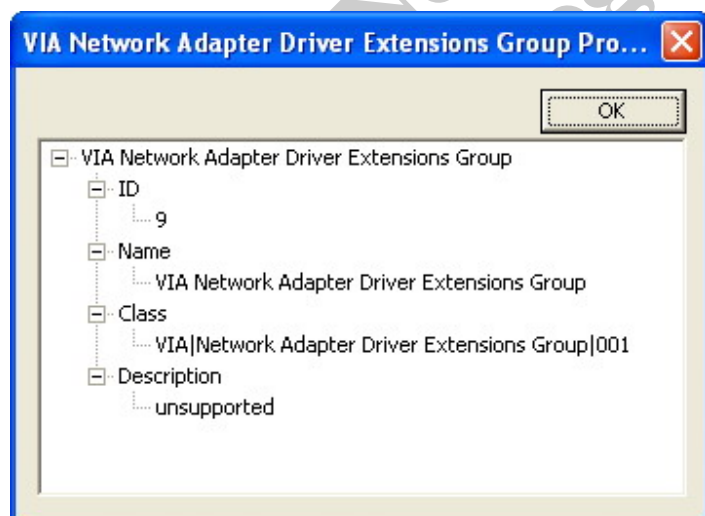 VIA Network Adapter Driver Extensions Group Pro...
OK
VIA Network Adapter Driver Extensions Group
ID
9
Name
VIA Network Adapter Driver Extensions Group
Class
VIA|Network Adapter Driver Extensions Group|001
Description
unsupported